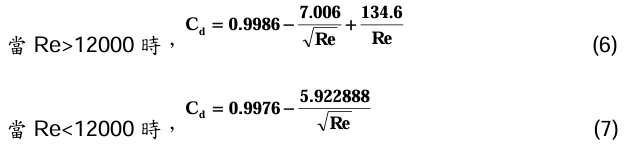 當 Re>12000 時，C_d = 0.9986 − 7.006/√Re + 134.6/Re (6)
當 Re<12000 時，C_d = 0.9976 − 5.922888/√Re (7)